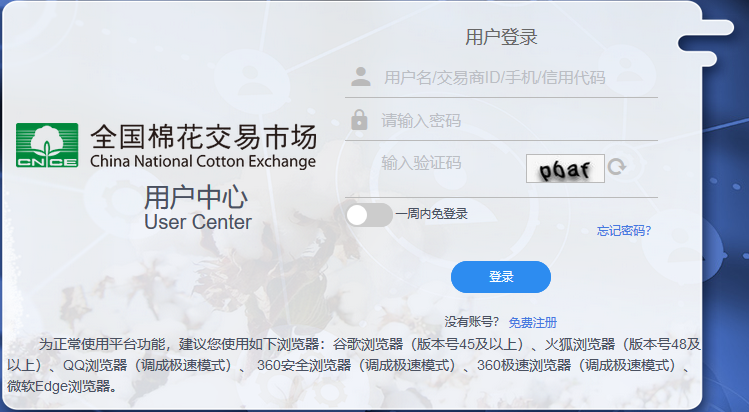 用户登录
用户名/交易商ID/手机/信用代码
请输入密码
输入验证码
p6af
一周内免登录
忘记密码?
登录
没有账号? 免费注册
CNCE
全国棉花交易市场
China National Cotton Exchange
用户中心
User Center
为正常使用平台功能，建议您使用如下浏览器：谷歌浏览器（版本号45及以上）、火狐浏览器（版本号48及
以上）、QQ浏览器（调成极速模式）、 360安全浏览器（调成极速模式）、360极速浏览器（调成极速模式）、
微软Edge浏览器。